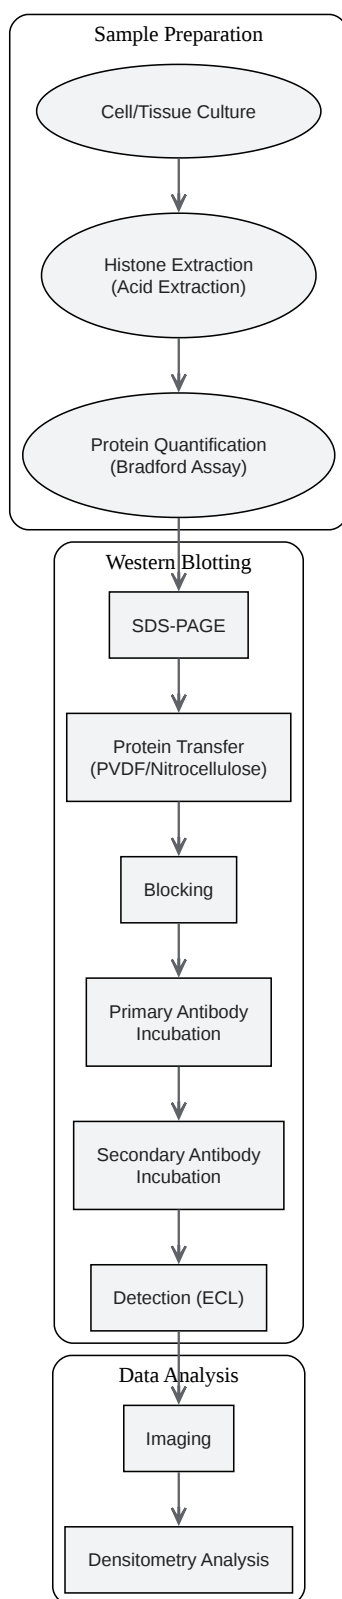 Sample Preparation
Cell/Tissue Culture
Histone Extraction
(Acid Extraction)
Protein Quantification
(Bradford Assay)
Western Blotting
SDS-PAGE
Protein Transfer
(PVDF/Nitrocellulose)
Blocking
Primary Antibody
Incubation
Secondary Antibody
Incubation
Detection (ECL)
Data Analysis
Imaging
Densitometry Analysis